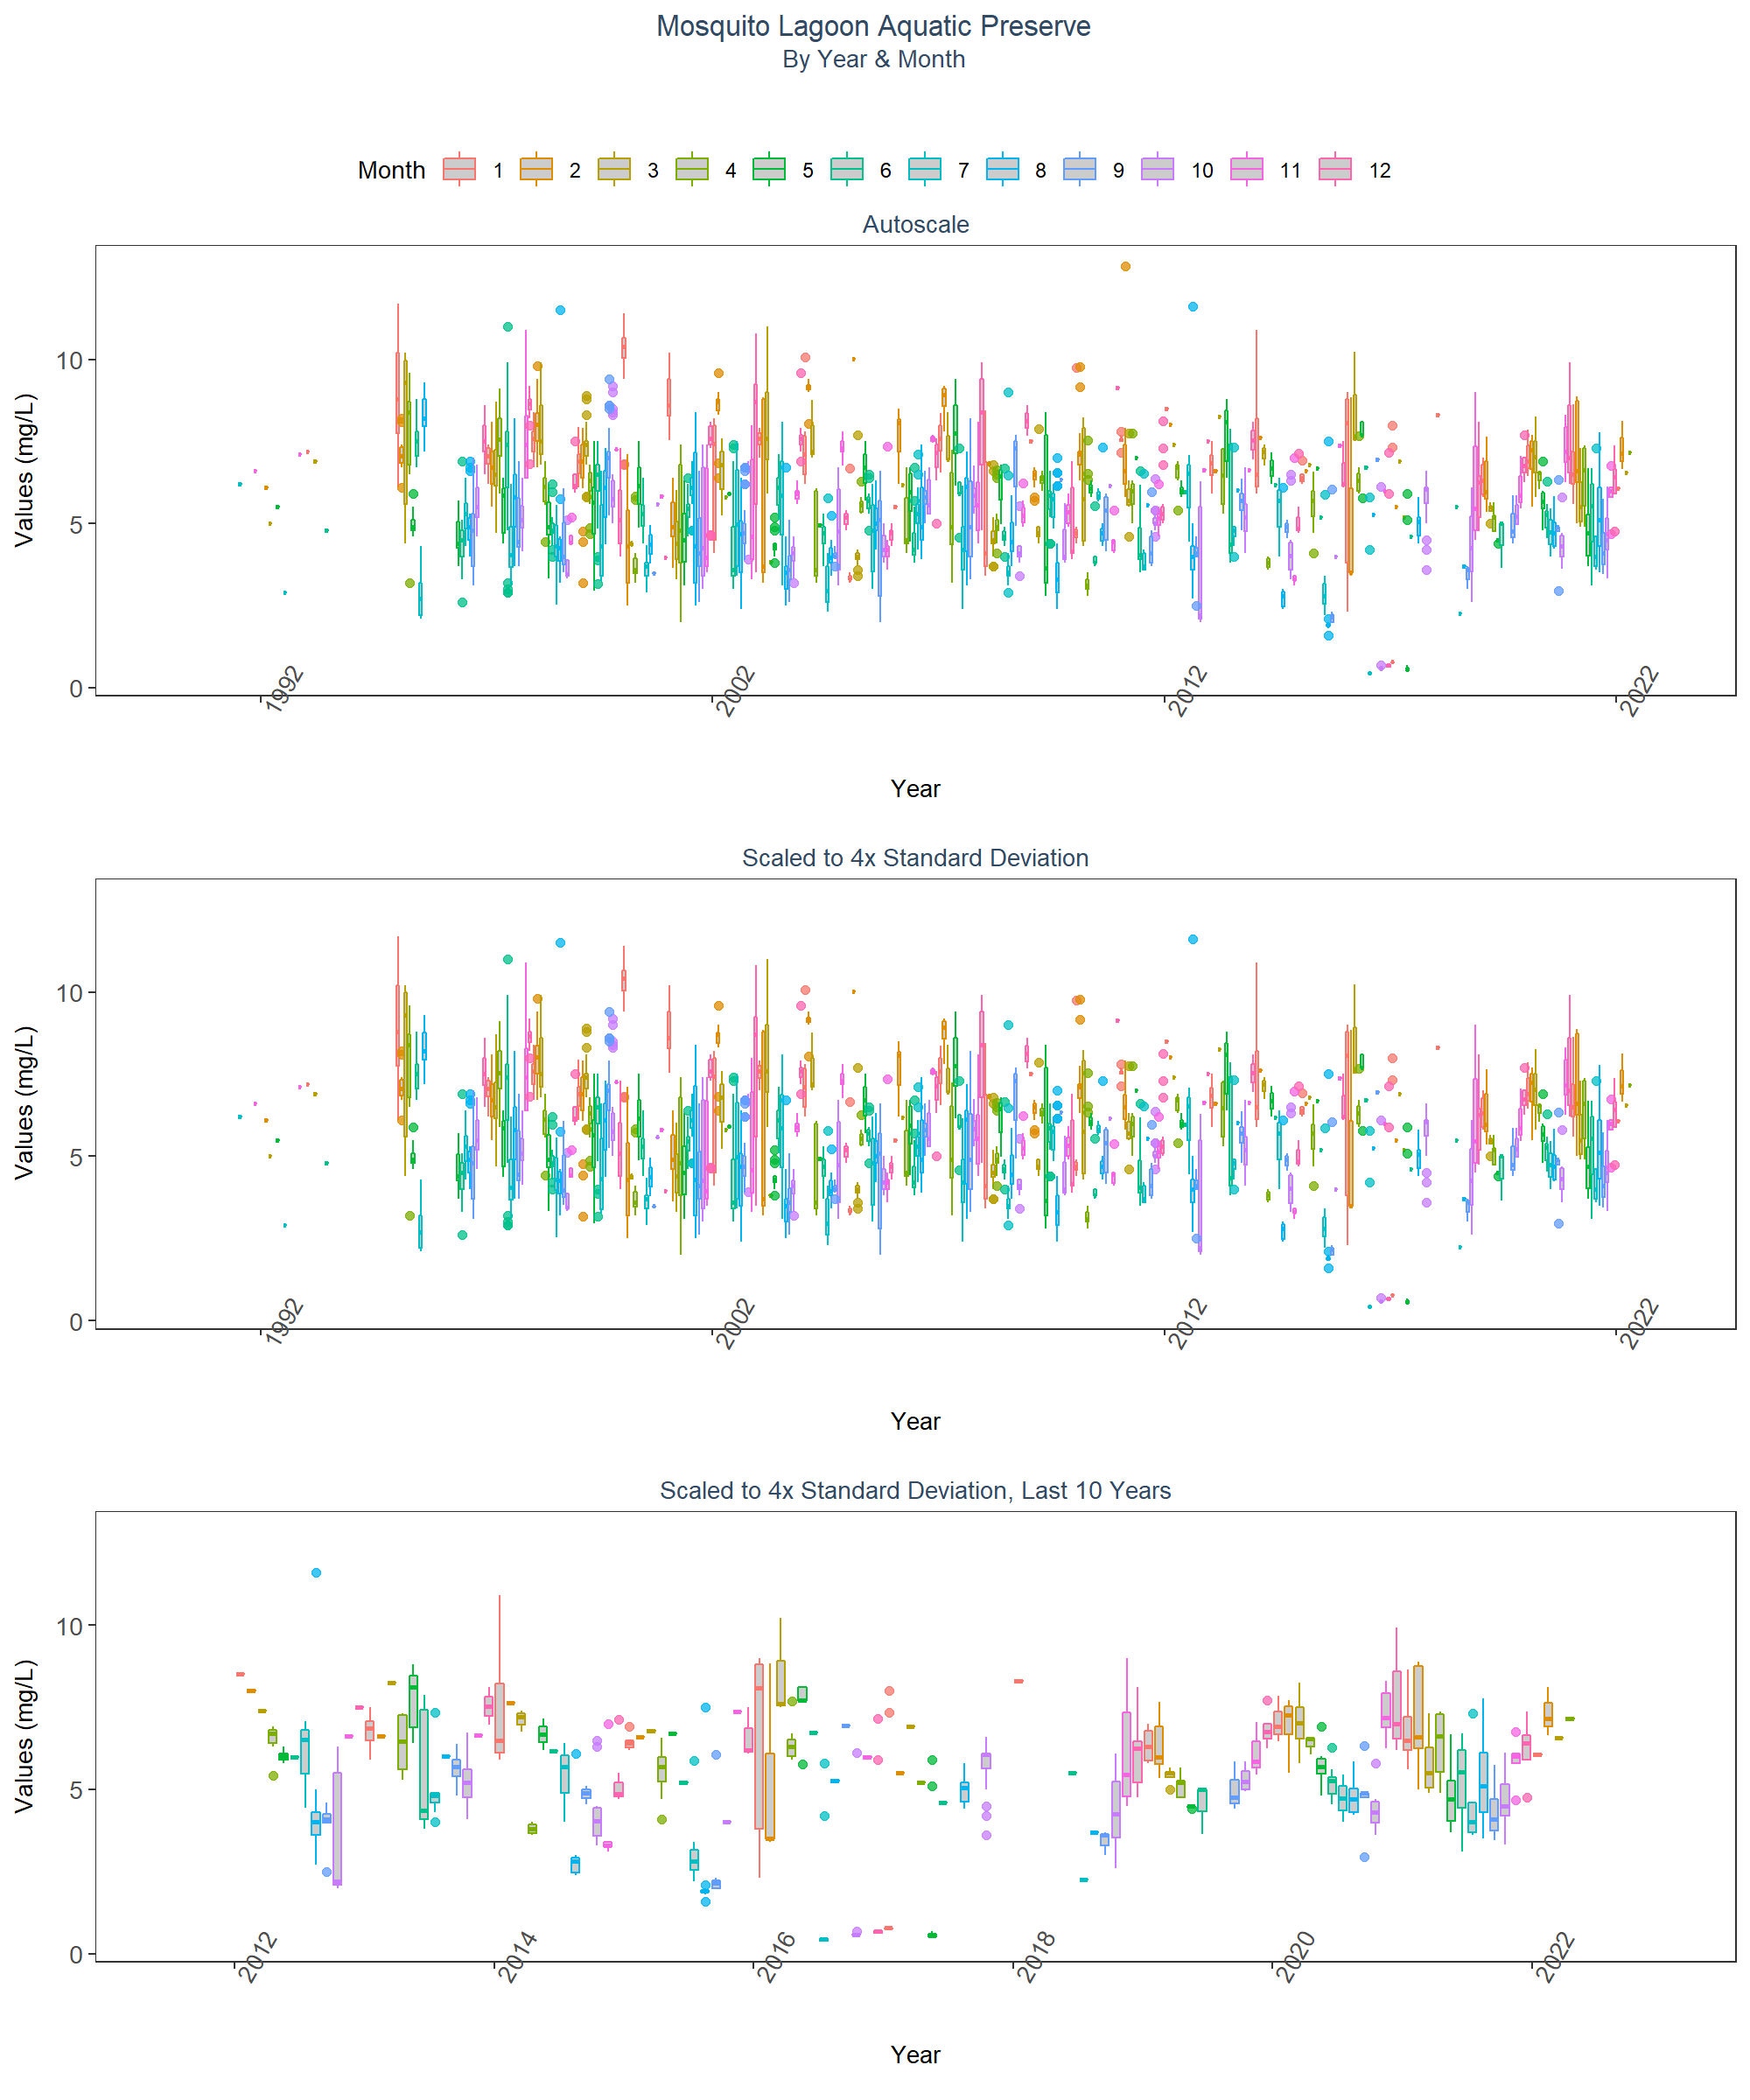 Mosquito Lagoon Aquatic Preserve
By Year & Month
Month 1 2 3 4 5 6 7 8 9 10 11 12
Autoscale
Values (mg/L)
10
5
0
1992 2002 2012 2022
Year
Scaled to 4x Standard Deviation
Values (mg/L)
10
5
0
1992 2002 2012 2022
Year
Scaled to 4x Standard Deviation, Last 10 Years
Values (mg/L)
10
5
0
2012 2014 2016 2018 2020 2022
Year